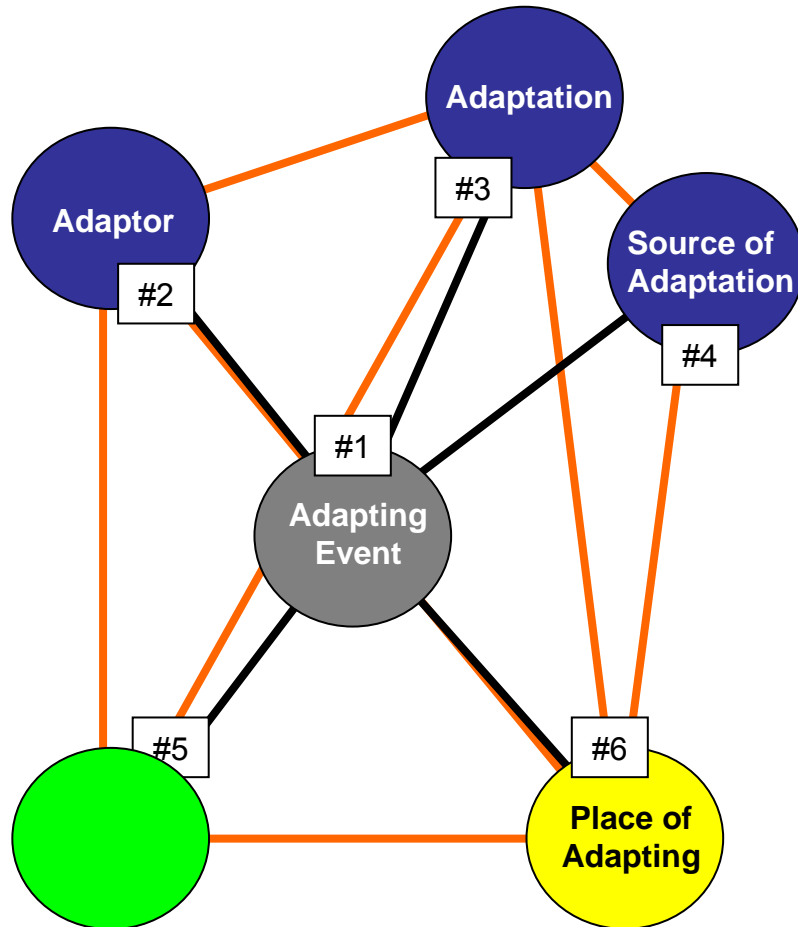 Adaptation
#3
Adaptor
#2
Source of
Adaptation
#4
#1
Adapting
Event
#5
#6
Place of
Adapting